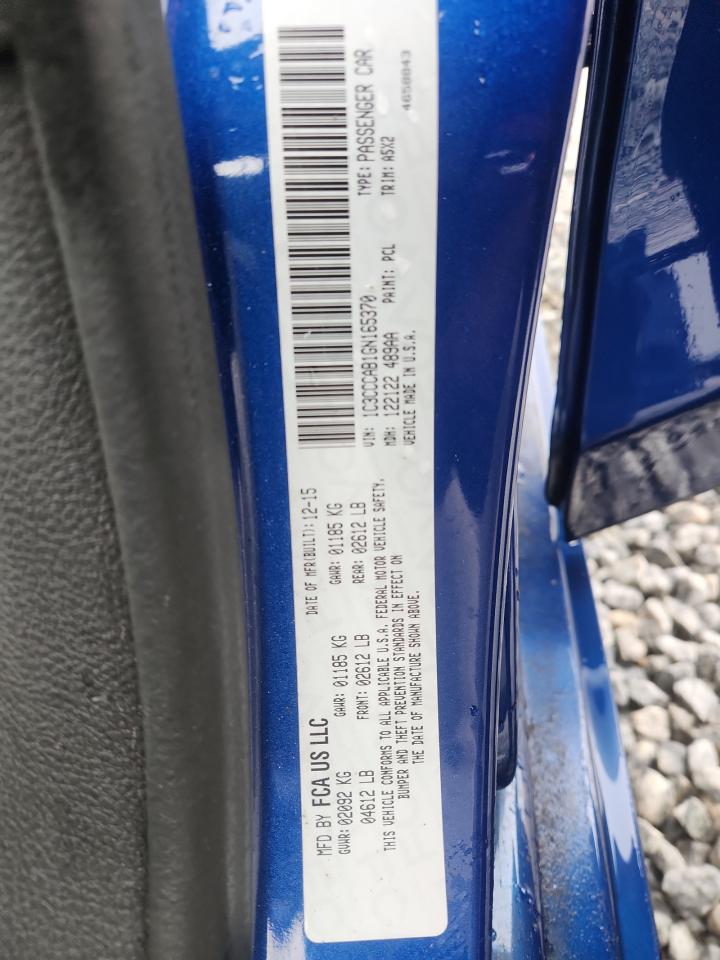 MFD BY FCA US LLC
DATE OF MFR(BUILT): 12-15
GVWR: 02092 KG
GAWR: 01185 KG
GAWR: 01185 KG
04612 LB
FRONT: 02612 LB
REAR: 02612 LB
THIS VEHICLE CONFORMS TO ALL APPLICABLE U.S.A. FEDERAL MOTOR VEHICLE SAFETY,
BUMPER AND THEFT PREVENTION STANDARDS IN EFFECT ON
THE DATE OF MANUFACTURE SHOWN ABOVE.
VIN: 1C3CCCAB1GN165370
TYPE: PASSENGER CAR
MDH: 122122 489AA
PAINT: PCL
TRIM: A5X2
VEHICLE MADE IN U.S.A.
4658043